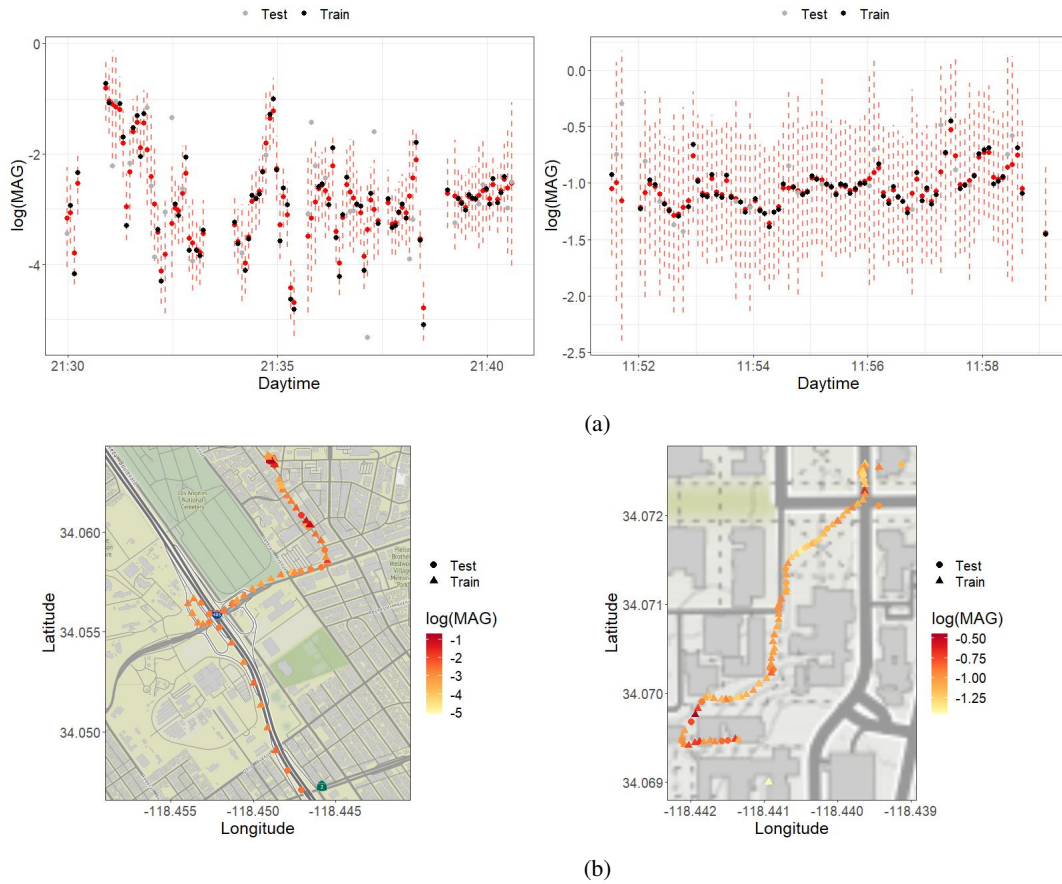 Test Train
Test Train
log(MAG)
0
-2
-4
21:30 21:35 21:40
Daytime
log(MAG)
0.0
-0.5
-1.0
-1.5
-2.0
-2.5
11:52 11:54 11:56 11:58
Daytime
(a)
Latitude
34.060
34.055
34.050
-118.455 -118.450 -118.445
Longitude
Los Angeles
National
Cemetery
Test
Train
log(MAG)
-1
-2
-3
-4
-5
Latitude
34.072
34.071
34.070
34.069
-118.442 -118.441 -118.440 -118.439
Longitude
Test
Train
log(MAG)
-0.50
-0.75
-1.00
-1.25
(b)